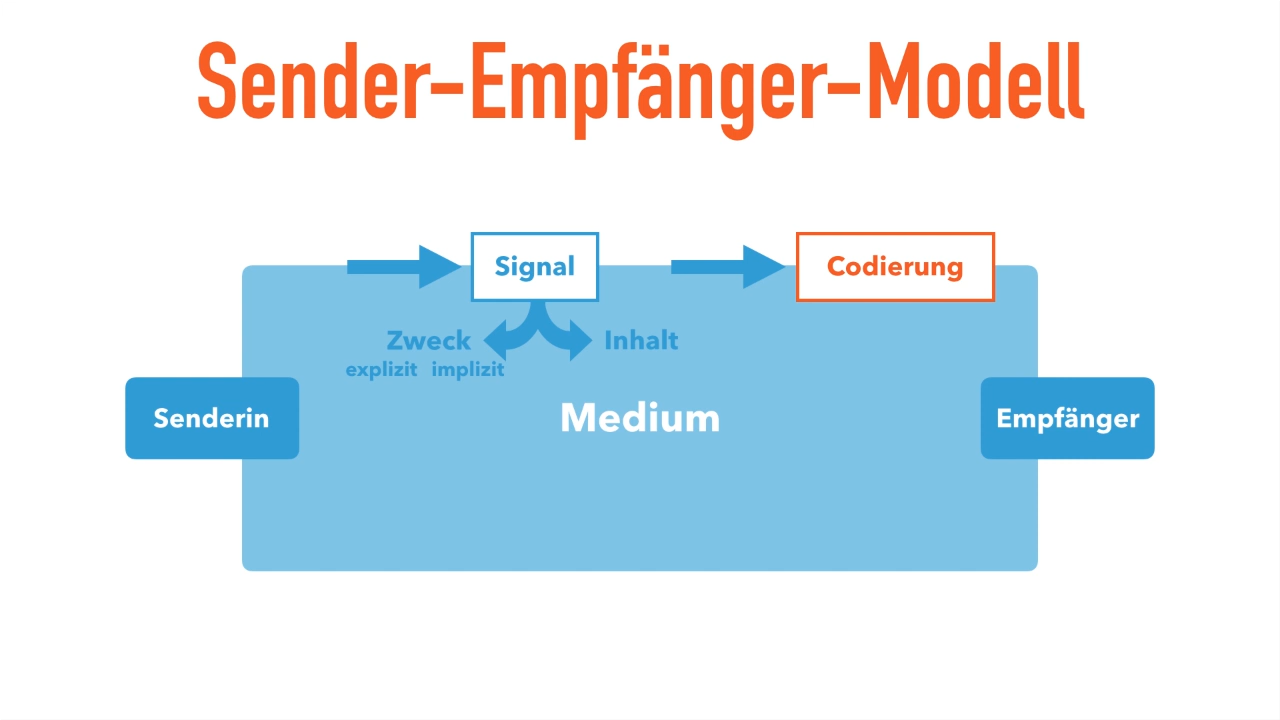 Sender-Empfänger-Modell
Signal
Codierung
Zweck
Inhalt
explizit implizit
Senderin
Medium
Empfänger